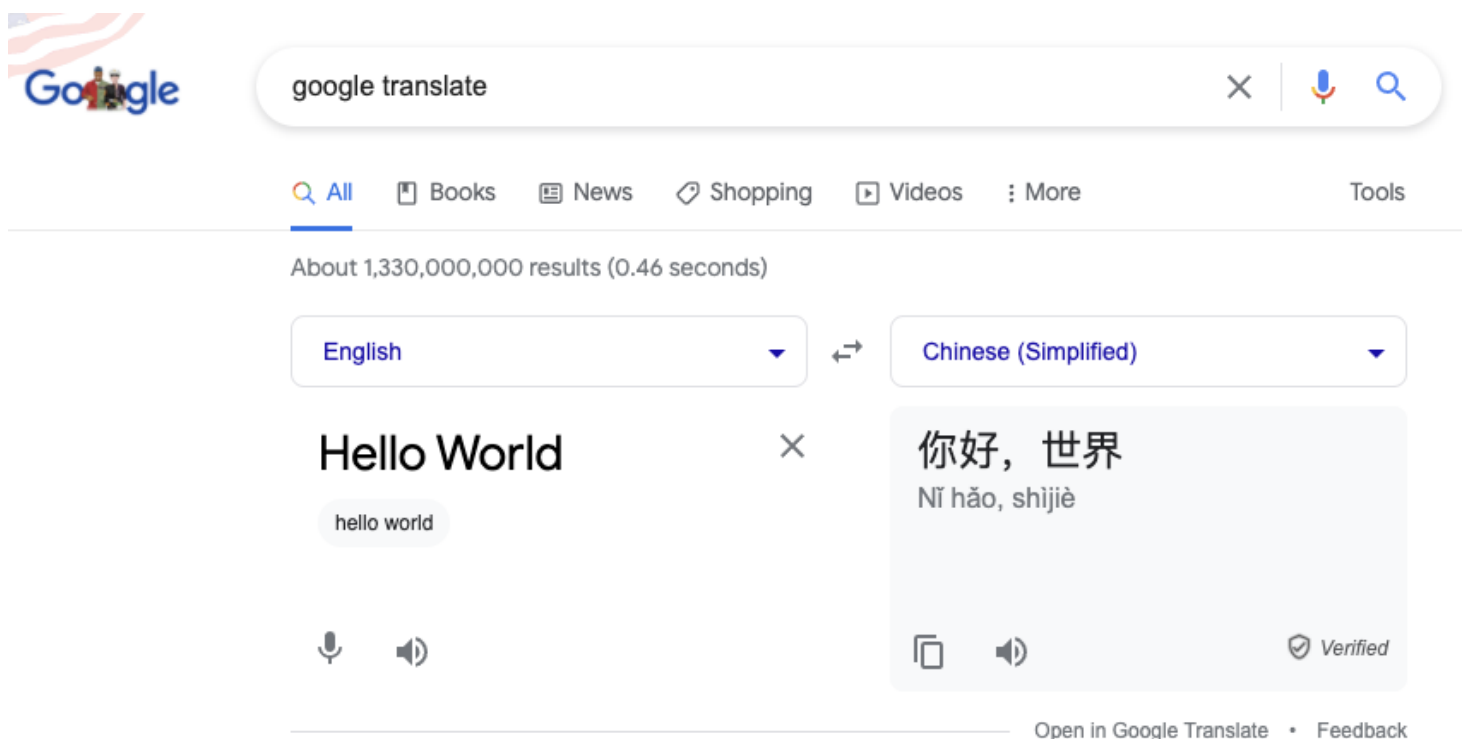 Google
google translate
All Books News Shopping Videos More Tools
About 1,330,000,000 results (0.46 seconds)
English Chinese (Simplified)
Hello World
hello world
你好，世界
Nǐ hǎo, shìjiè
Verified
Open in Google Translate • Feedback